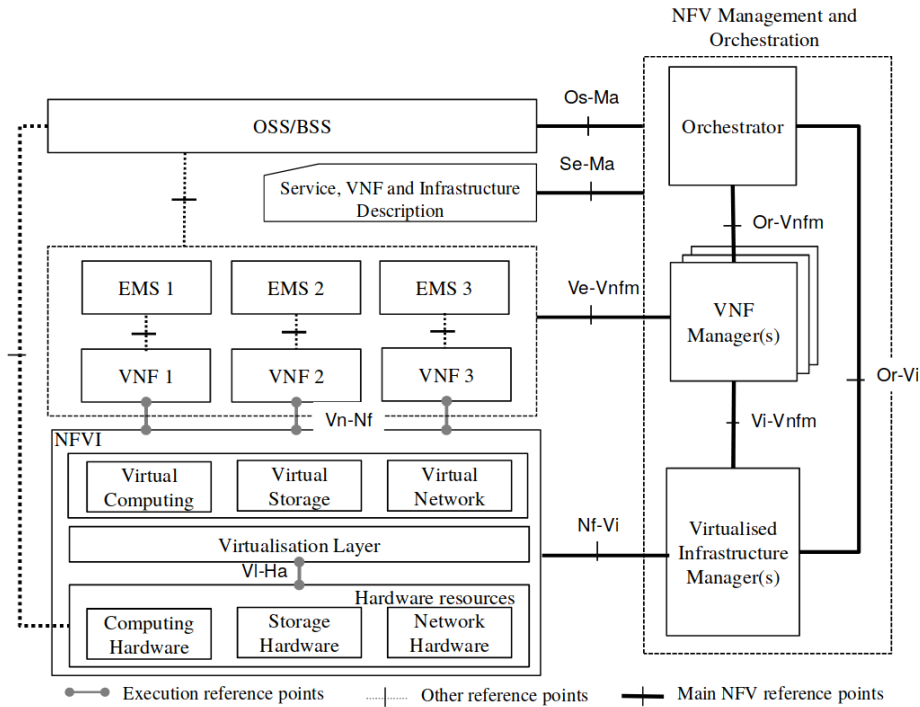 NFV Management and
Orchestration
Os-Ma
OSS/BSS
Orchestrator
Se-Ma
Service, VNF and Infrastructure
Description
Or-Vnfm
EMS 1
EMS 2
EMS 3
Ve-Vnfm
VNF
Manager(s)
VNF 1
VNF 2
VNF 3
Or-Vi
Vn-Nf
Vi-Vnfm
NFVI
Virtual
Computing
Virtual
Storage
Virtual
Network
Nf-Vi
Virtualised
Infrastructure
Manager(s)
Virtualisation Layer
Vl-Ha
Hardware resources
Computing
Hardware
Storage
Hardware
Network
Hardware
Execution reference points
Other reference points
Main NFV reference points